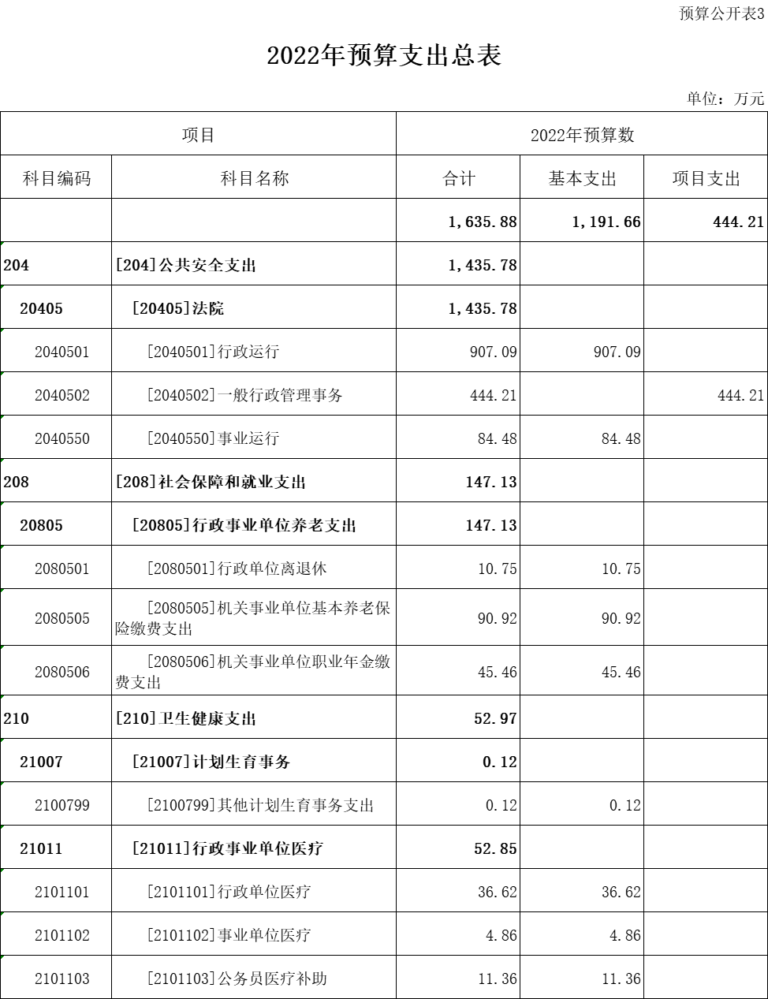 预算公开表3
2022年预算支出总表
单位：万元
项目 2022年预算数
科目编码 科目名称 合计 基本支出 项目支出
1,635.88 1,191.66 444.21
204 [204]公共安全支出 1,435.78
20405 [20405]法院 1,435.78
2040501 [2040501]行政运行 907.09 907.09
2040502 [2040502]一般行政管理事务 444.21 444.21
2040550 [2040550]事业运行 84.48 84.48
208 [208]社会保障和就业支出 147.13
20805 [20805]行政事业单位养老支出 147.13
2080501 [2080501]行政单位离退休 10.75 10.75
2080505 [2080505]机关事业单位基本养老保
险缴费支出 90.92 90.92
2080506 [2080506]机关事业单位职业年金缴
费支出 45.46 45.46
210 [210]卫生健康支出 52.97
21007 [21007]计划生育事务 0.12
2100799 [2100799]其他计划生育事务支出 0.12 0.12
21011 [21011]行政事业单位医疗 52.85
2101101 [2101101]行政单位医疗 36.62 36.62
2101102 [2101102]事业单位医疗 4.86 4.86
2101103 [2101103]公务员医疗补助 11.36 11.36